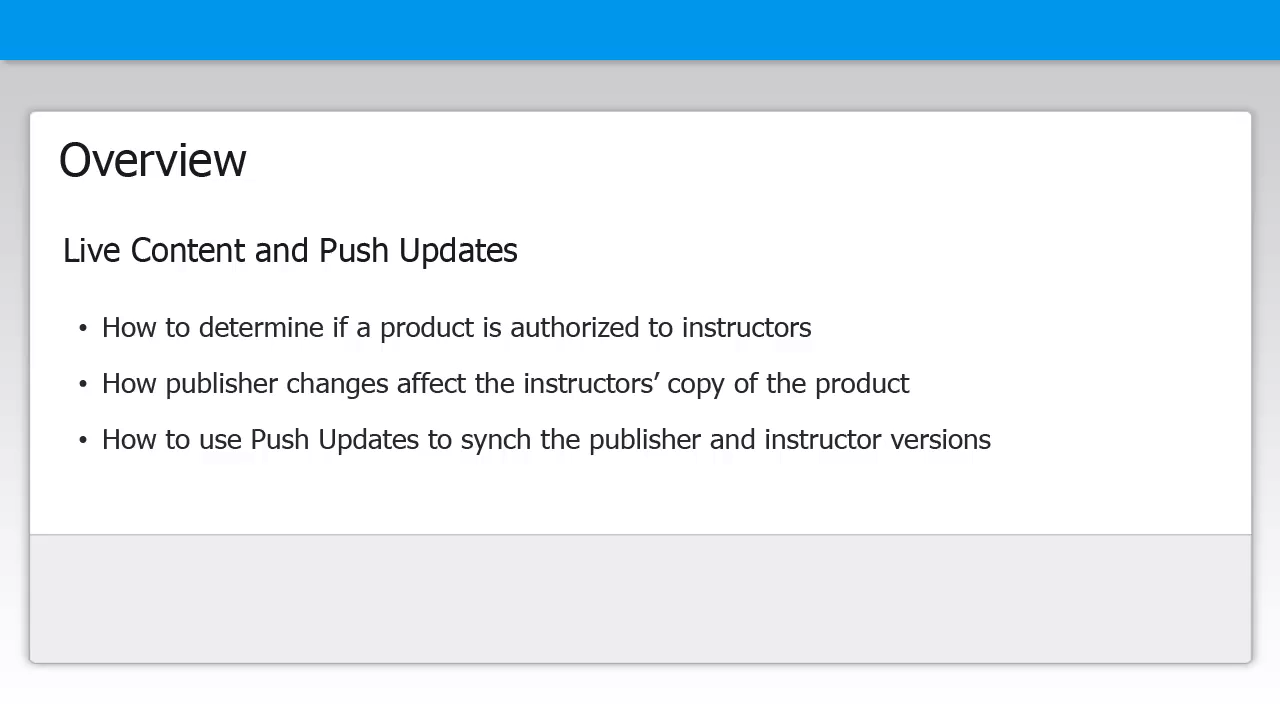 Overview
Live Content and Push Updates
• How to determine if a product is authorized to instructors
• How publisher changes affect the instructors’ copy of the product
• How to use Push Updates to synch the publisher and instructor versions